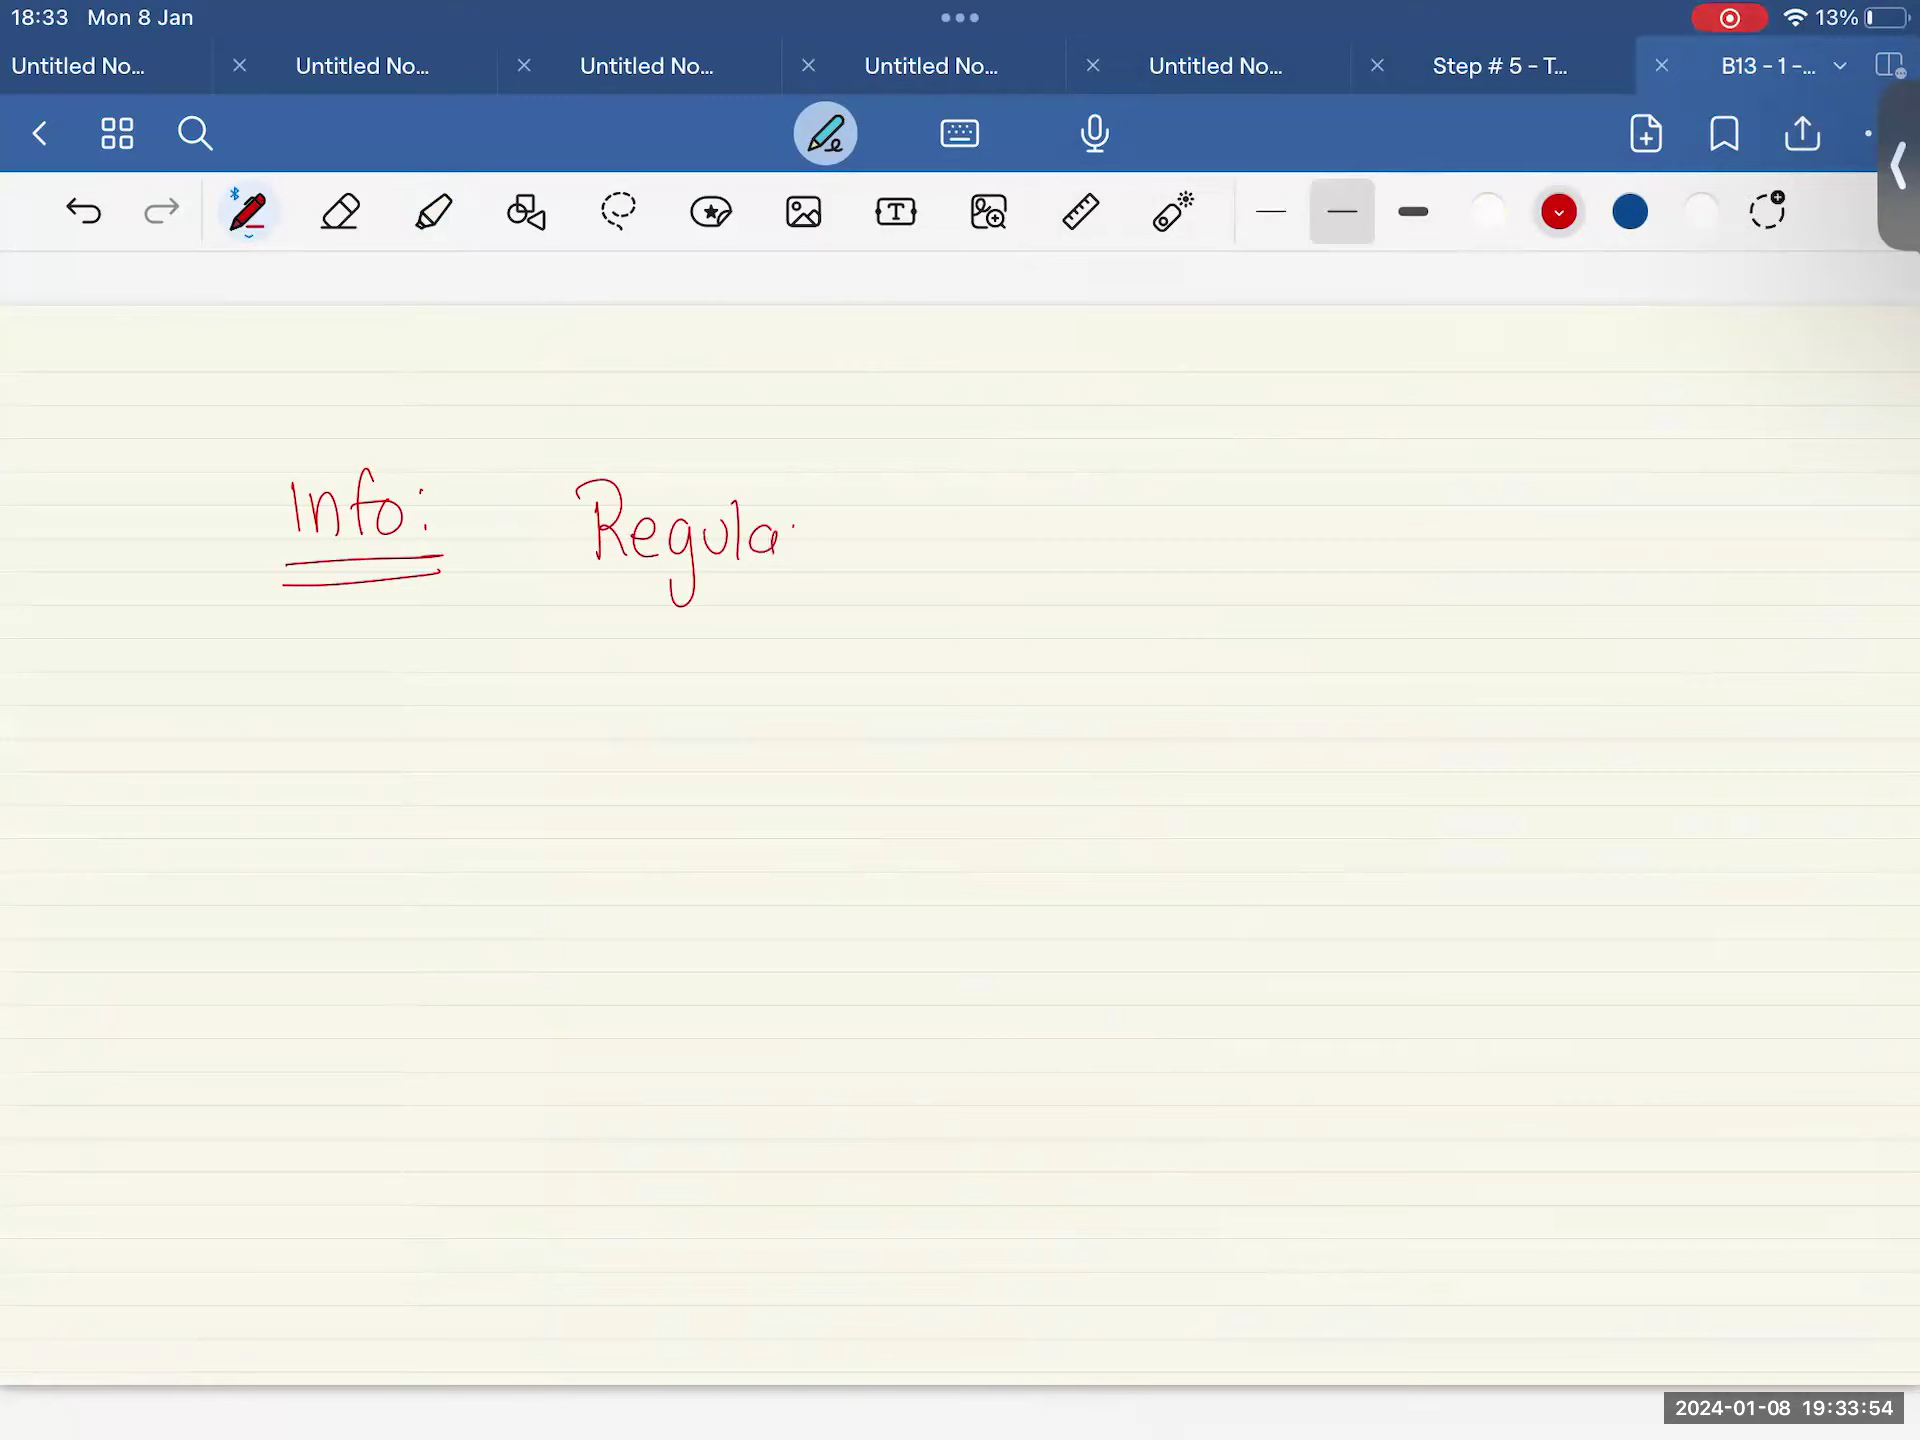 18:33 Mon 8 Jan
13%
Untitled No... Untitled No... Untitled No... Untitled No... Untitled No... Step # 5 - T... B13 - 1 -...
Info: Regula
2024-01-08 19:33:54